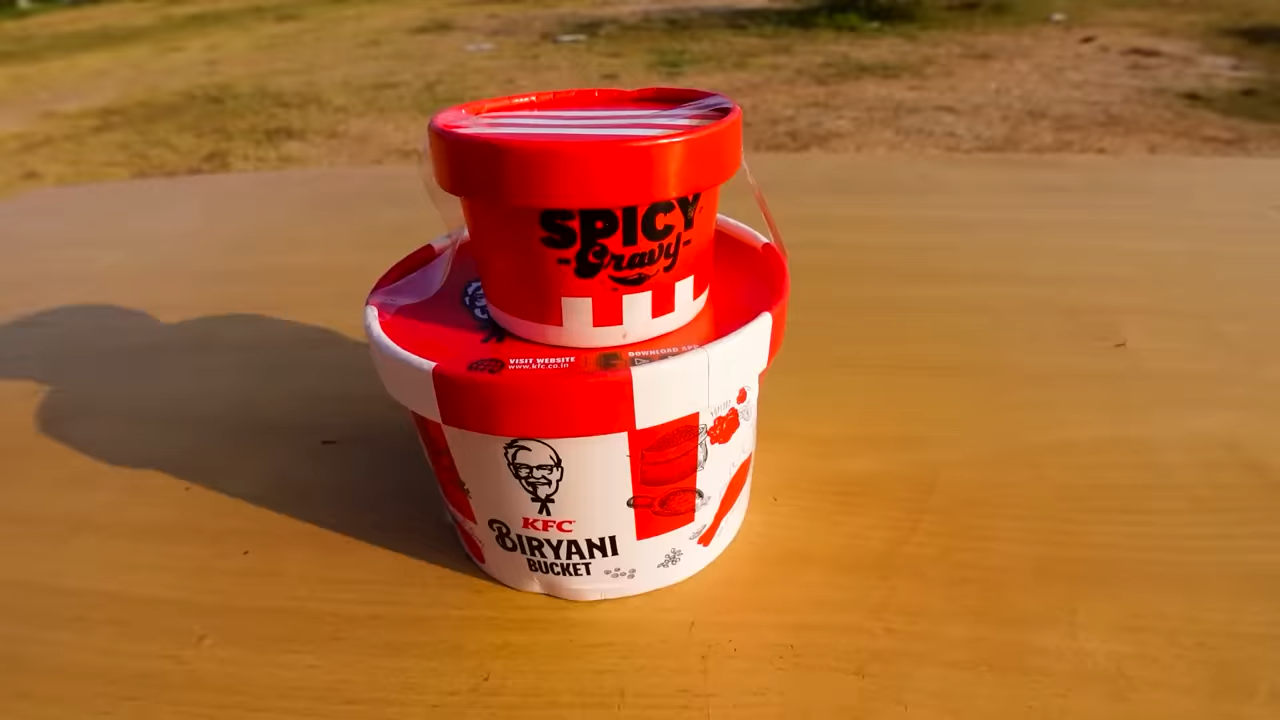 SPICY
-Gravy-
VISIT WEBSITE
www.kfc.co.in
DOWNLOAD APP
KFC
BIRYANI
BUCKET